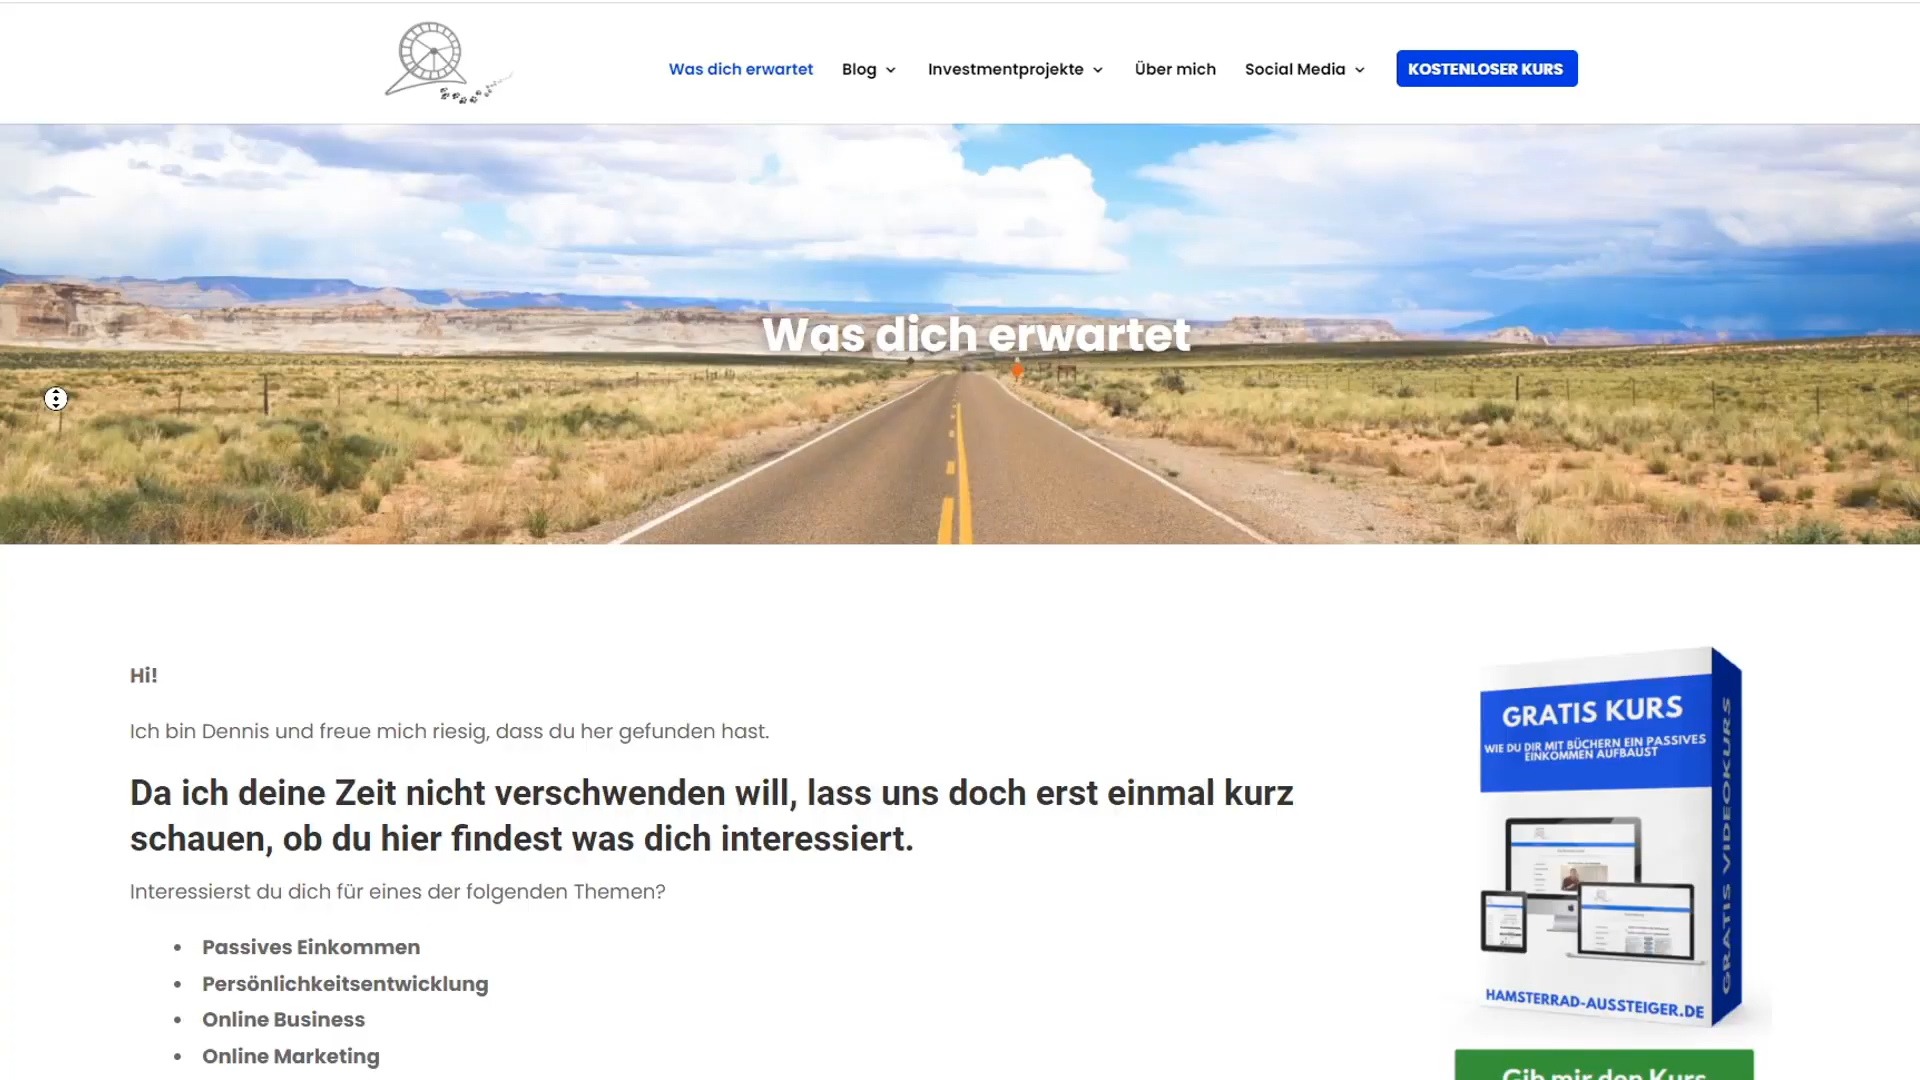 Was dich erwartet
Blog
Investmentprojekte
Über mich
Social Media
KOSTENLOSER KURS
Was dich erwartet
Hi!
Ich bin Dennis und freue mich riesig, dass du her gefunden hast.
Da ich deine Zeit nicht verschwenden will, lass uns doch erst einmal kurz
schauen, ob du hier findest was dich interessiert.
Interessierst du dich für eines der folgenden Themen?
• Passives Einkommen
• Persönlichkeitsentwicklung
• Online Business
• Online Marketing
GRATIS KURS
WIE DU DIR MIT BÜCHERN EIN PASSIVES
EINKOMMEN AUFBAUST
GRATIS VIDEOKURS
HAMSTERRAD-AUSSTEIGER.DE
Gib mir den Kurs